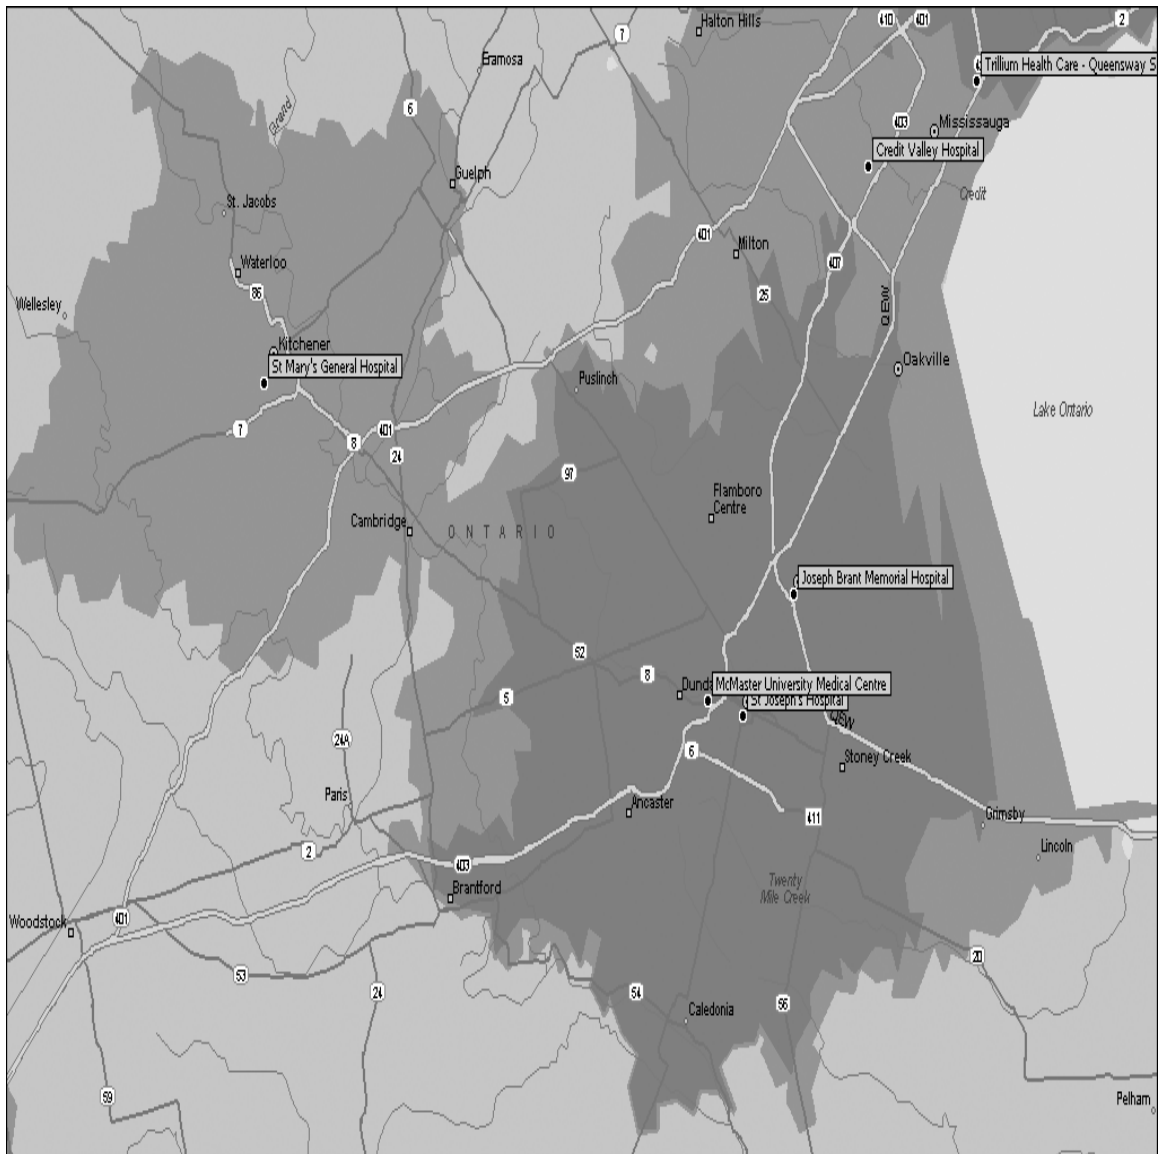 410
401
2
Halton Hills
7
Eramosa
Trillium Health Care - Queensway S
6
Grand
403
Mississauga
Credit Valley Hospital
Guelph
Credit
St. Jacobs
401
Milton
Waterloo
407
86
25
QEW
Wellesley
Kitchener
St Mary's General Hospital
Oakville
Puslinch
Lake Ontario
7
401
8
24
97
Flamboro
Centre
Cambridge
ONTARIO
Joseph Brant Memorial Hospital
52
8
Dunda
McMaster University Medical Centre
5
St Joseph's Hospital
QEW
24A
6
Stoney Creek
Paris
Ancaster
411
Grimsby
2
Lincoln
403
Brantford
Twenty
Mile Creek
Woodstock
401
20
53
24
54
56
Caledonia
59
Pelham